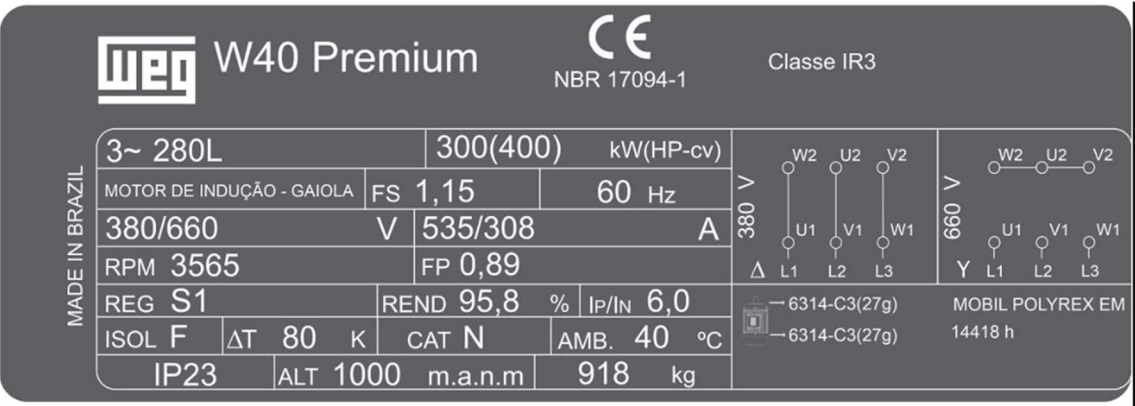 weg W40 Premium
CE
NBR 17094-1
Classe IR3
MADE IN BRAZIL
3~ 280L 300(400) kW(HP-cv)
MOTOR DE INDUÇÃO - GAIOLA FS 1,15 60 Hz
380/660 V 535/308 A
RPM 3565 FP 0,89
REG S1 REND 95,8 % IP/IN 6,0
ISOL F ΔT 80 K CAT N AMB. 40 ºC
IP23 ALT 1000 m.a.n.m 918 kg
380 V
W2 U2 V2
U1 V1 W1
Δ L1 L2 L3
660 V
W2 U2 V2
U1 V1 W1
Y L1 L2 L3
6314-C3(27g)
6314-C3(27g)
MOBIL POLYREX EM
14418 h